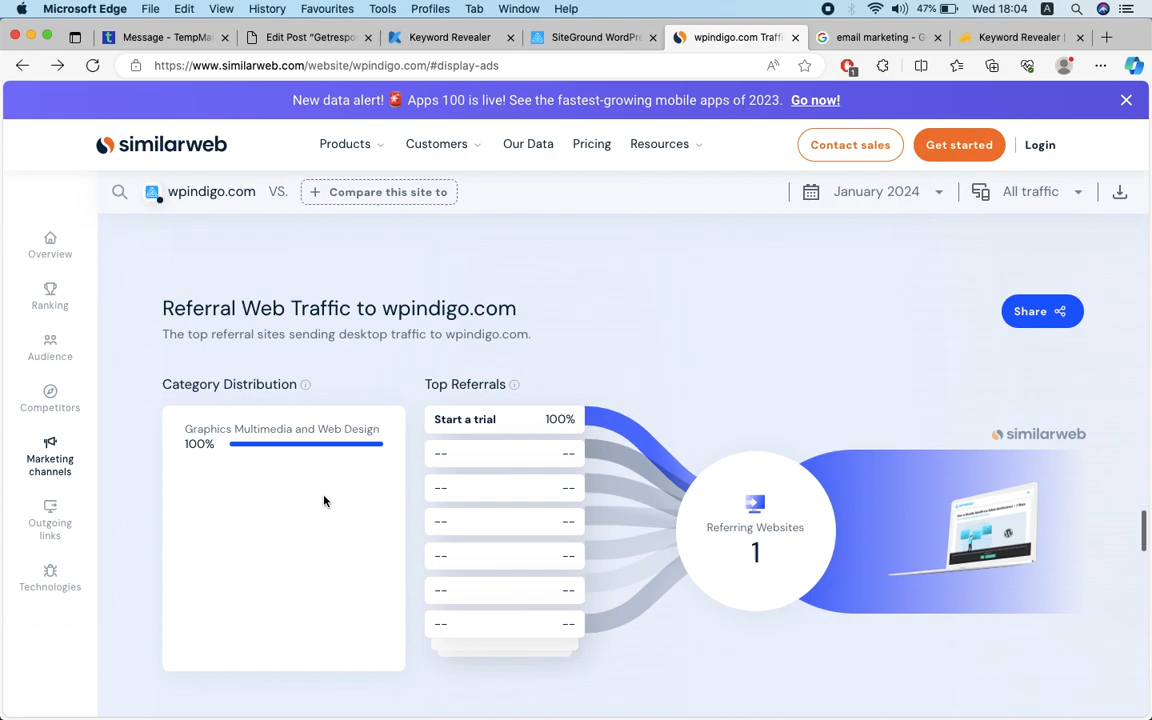 Microsoft Edge File Edit View History Favourites Tools Profiles Tab Window Help 47% Wed 18:04 A
Message - TempMai Edit Post "Getrespo Keyword Revealer SiteGround WordPre wpindigo.com Traffi email marketing - G Keyword Revealer |
https://www.similarweb.com/website/wpindigo.com/#display-ads
1
New data alert! 🚨 Apps 100 is live! See the fastest-growing mobile apps of 2023. Go now!
similarweb Products Customers Our Data Pricing Resources Contact sales Get started Login
wpindigo.com VS. + Compare this site to January 2024 All traffic
Overview
Ranking
Audience
Competitors
Marketing
channels
Outgoing
links
Technologies
Referral Web Traffic to wpindigo.com
The top referral sites sending desktop traffic to wpindigo.com.
Share
Category Distribution
Graphics Multimedia and Web Design
100%
Top Referrals
Start a trial 100%
-- --
-- --
-- --
-- --
-- --
-- --
Referring Websites
1
similarweb